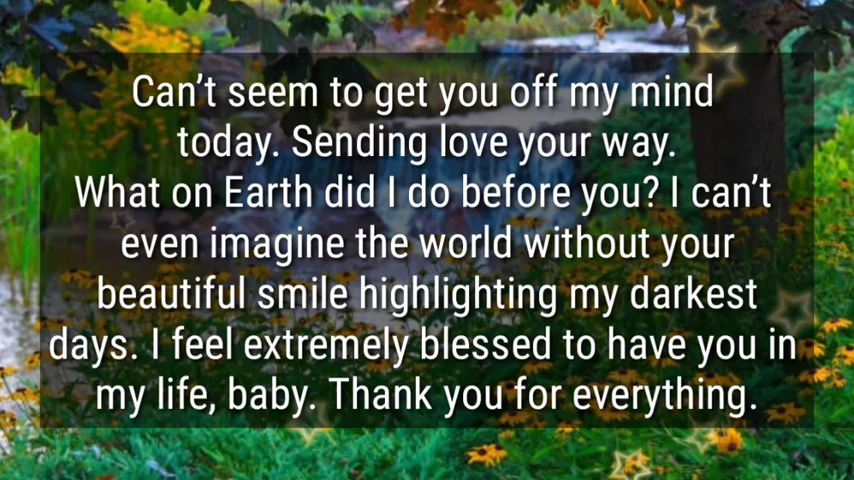 Can’t seem to get you off my mind
today. Sending love your way.
What on Earth did I do before you? I can’t
even imagine the world without your
beautiful smile highlighting my darkest
days. I feel extremely blessed to have you in
my life, baby. Thank you for everything.